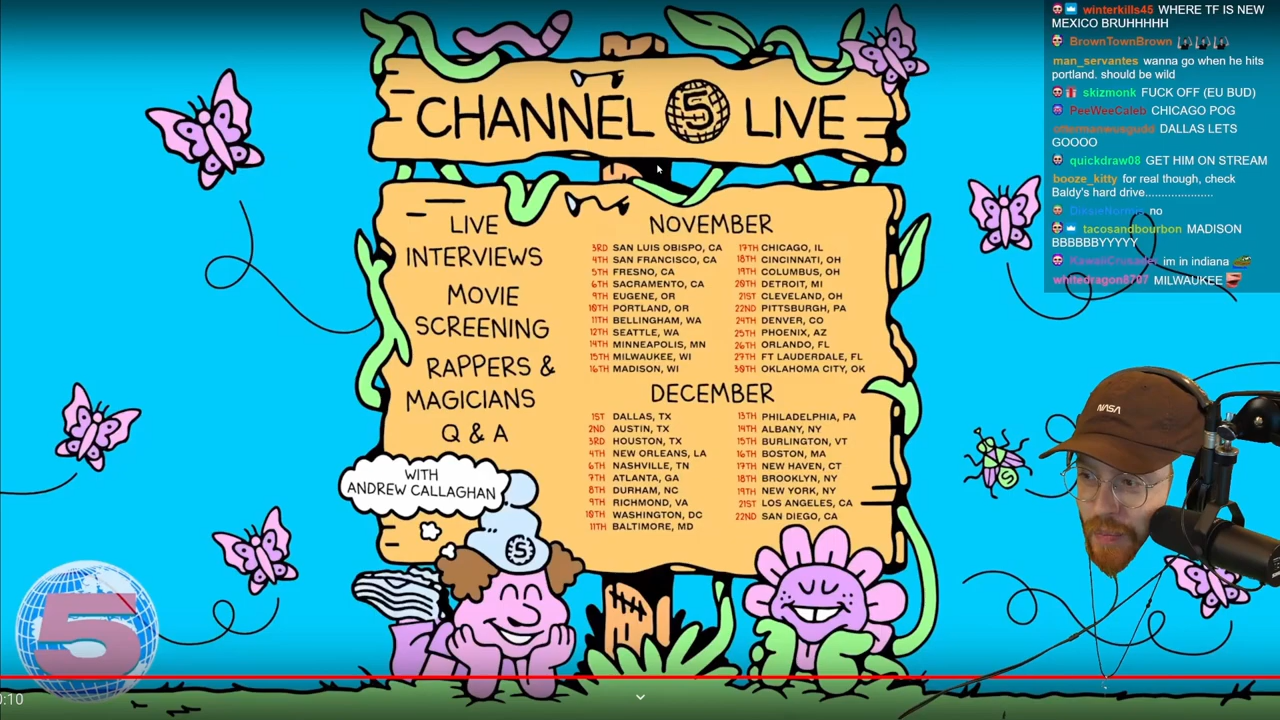 CHANNEL 5 LIVE
LIVE
INTERVIEWS
MOVIE
SCREENING
RAPPERS &
MAGICIANS
Q & A
WITH
ANDREW CALLAGHAN
NOVEMBER
3RD SAN LUIS OBISPO, CA
4TH SAN FRANCISCO, CA
5TH FRESNO, CA
6TH SACRAMENTO, CA
9TH EUGENE, OR
10TH PORTLAND, OR
11TH BELLINGHAM, WA
12TH SEATTLE, WA
14TH MINNEAPOLIS, MN
15TH MILWAUKEE, WI
16TH MADISON, WI
17TH CHICAGO, IL
18TH CINCINNATI, OH
19TH COLUMBUS, OH
20TH DETROIT, MI
21ST CLEVELAND, OH
22ND PITTSBURGH, PA
24TH DENVER, CO
25TH PHOENIX, AZ
26TH ORLANDO, FL
27TH FT LAUDERDALE, FL
30TH OKLAHOMA CITY, OK
DECEMBER
1ST DALLAS, TX
2ND AUSTIN, TX
3RD HOUSTON, TX
4TH NEW ORLEANS, LA
6TH NASHVILLE, TN
7TH ATLANTA, GA
8TH DURHAM, NC
9TH RICHMOND, VA
10TH WASHINGTON, DC
11TH BALTIMORE, MD
13TH PHILADELPHIA, PA
14TH ALBANY, NY
15TH BURLINGTON, VT
16TH BOSTON, MA
17TH NEW HAVEN, CT
18TH BROOKLYN, NY
19TH NEW YORK, NY
21ST LOS ANGELES, CA
22ND SAN DIEGO, CA
5
5
S
NASA
winterkills45 WHERE TF IS NEW
MEXICO BRUHHHHH
BrownTownBrown
man_servantes wanna go when he hits
portland. should be wild
skizmonk FUCK OFF (EU BUD)
PeeWeeCaleb CHICAGO POG
DALLAS LETS
GOOOO
quickdraw08 GET HIM ON STREAM
booze_kitty for real though, check
Baldy's hard drive......................
no
tacosandbourbon MADISON
BBBBBBYYYYY
im in indiana
whitedragon8707 MILWAUKEE
:10